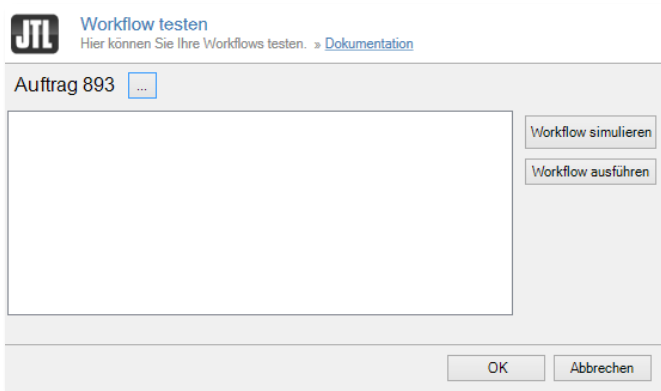 JTL
Workflow testen
Hier können Sie Ihre Workflows testen. » Dokumentation
Auftrag 893 ...
Workflow simulieren
Workflow ausführen
OK Abbrechen